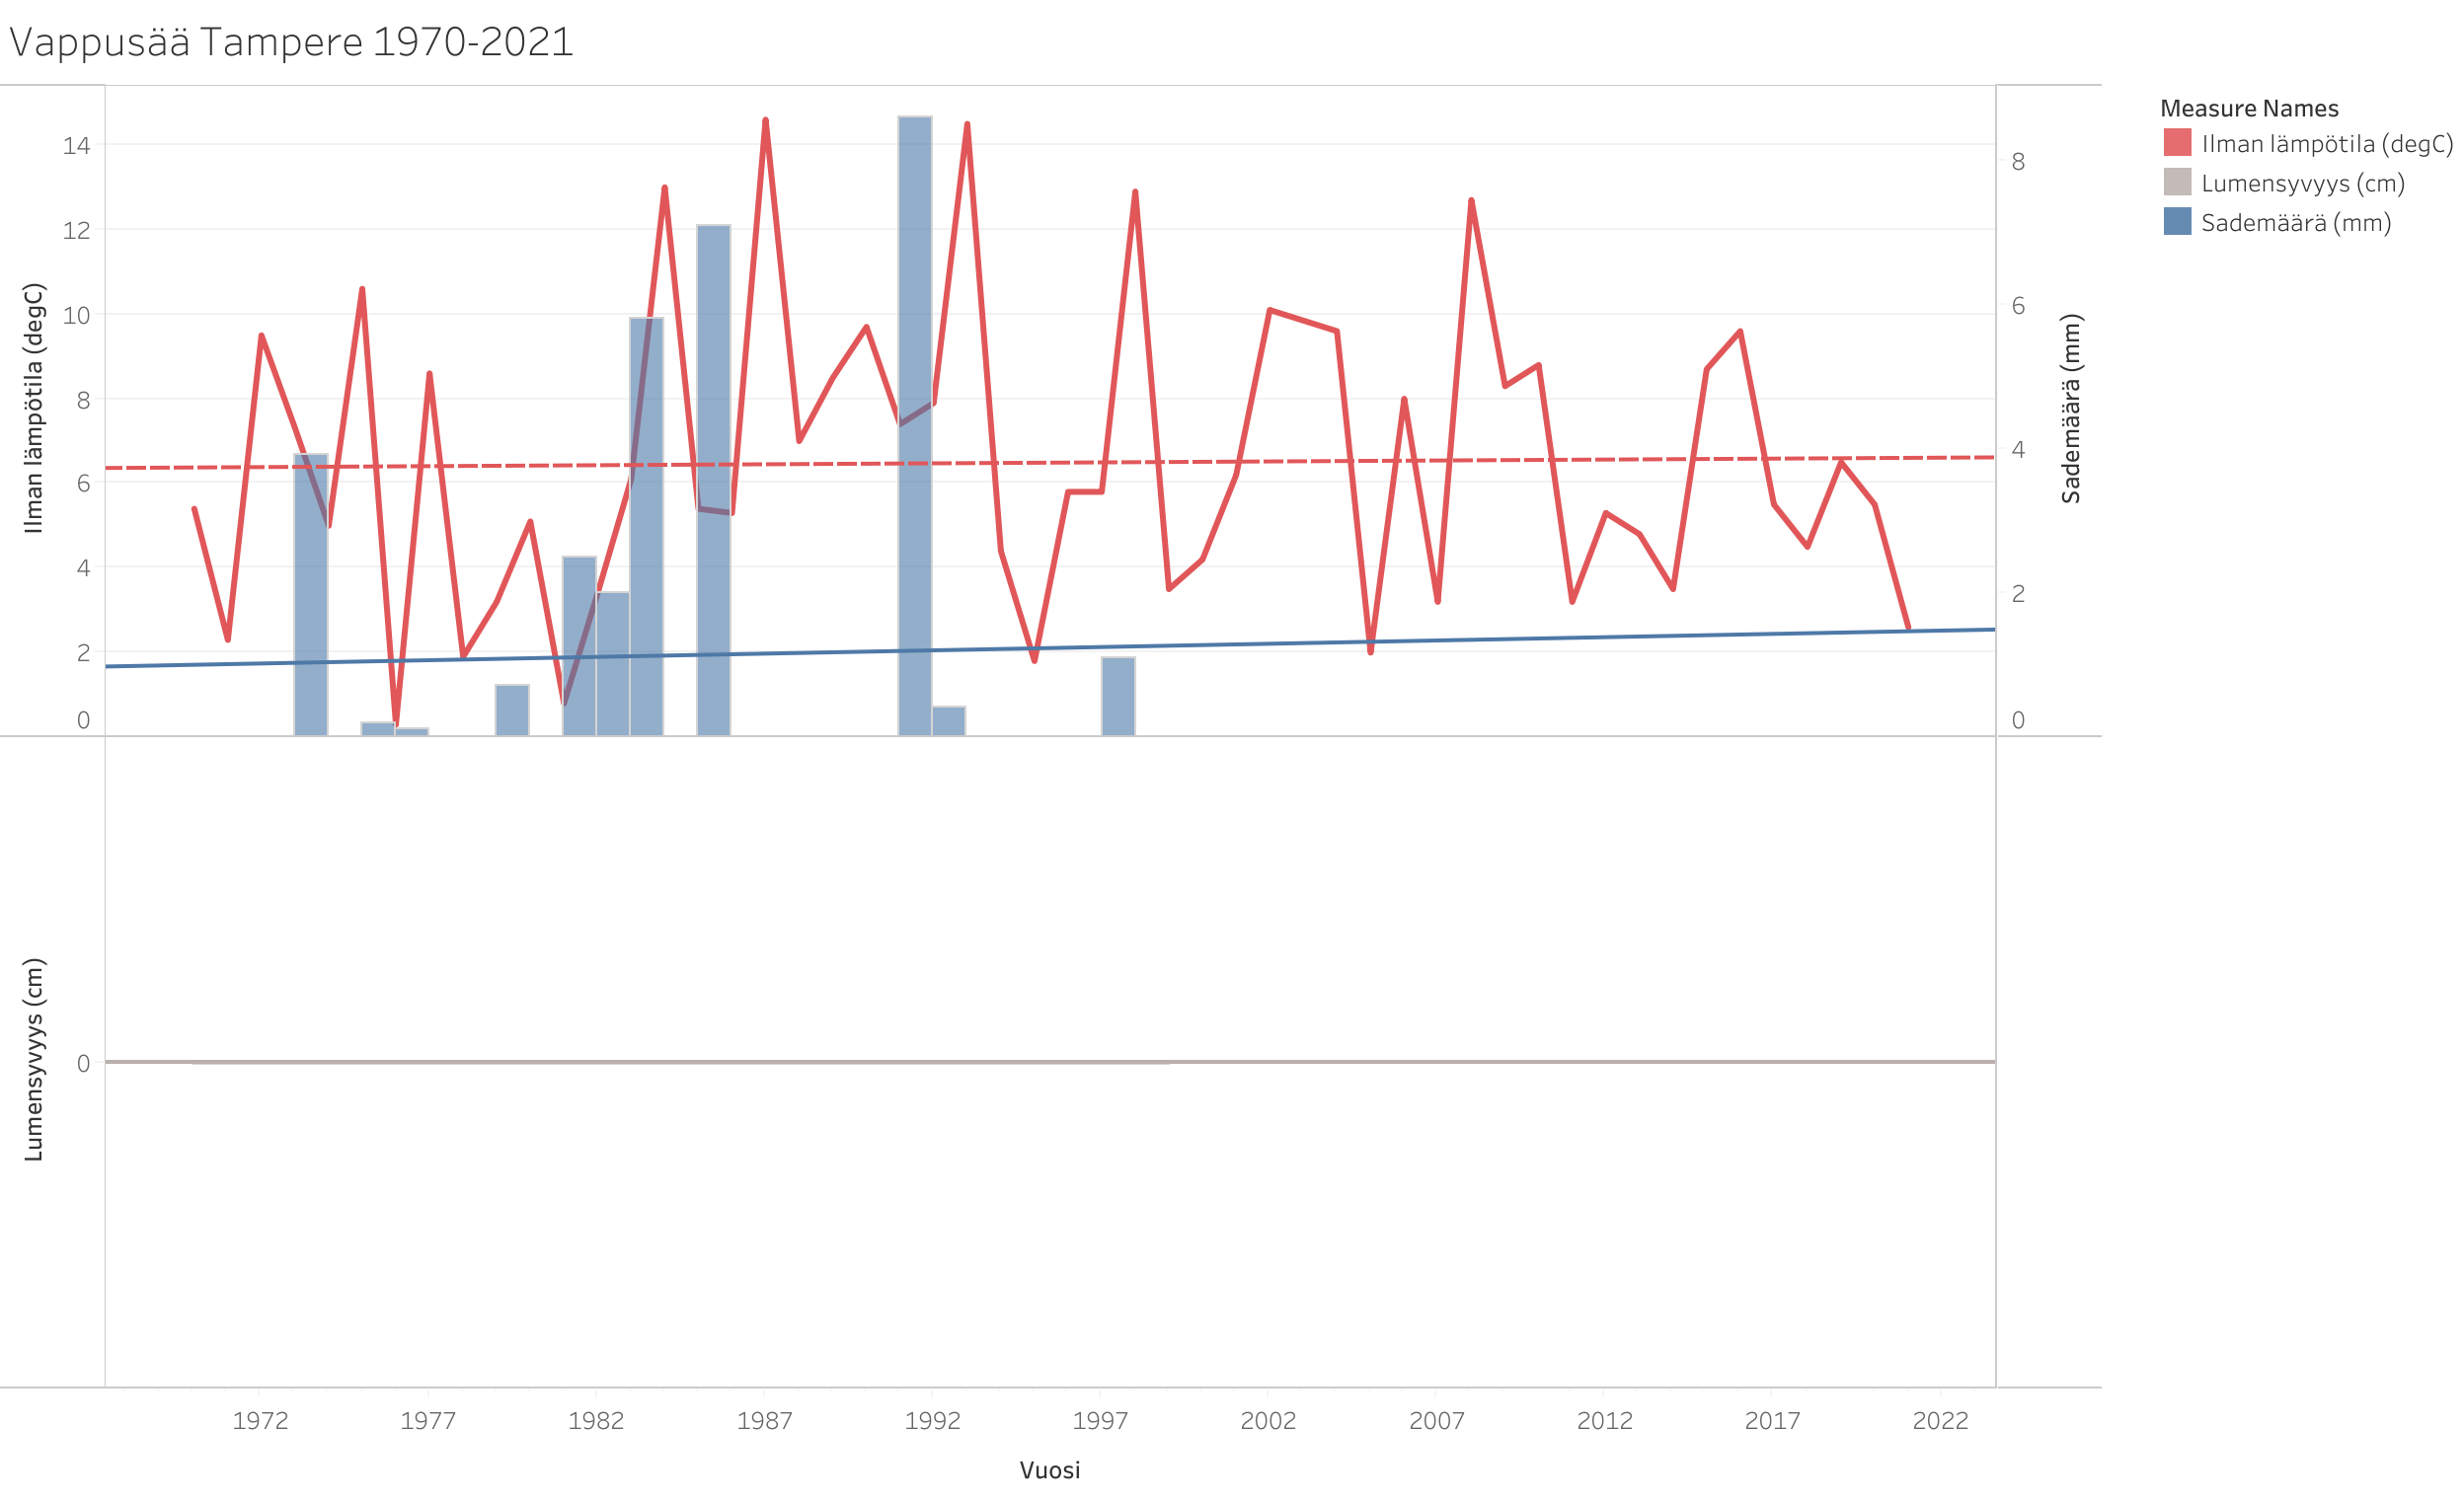 Vappusää Tampere 1970-2021
Measure Names
Ilman lämpötila (degC)
Lumensyvyys (cm)
Sademäärä (mm)
Ilman lämpötila (degC)
14
12
10
8
6
4
2
0
8
6
4
2
0
Sademäärä (mm)
Lumensyvyys (cm)
0
1972 1977 1982 1987 1992 1997 2002 2007 2012 2017 2022
Vuosi